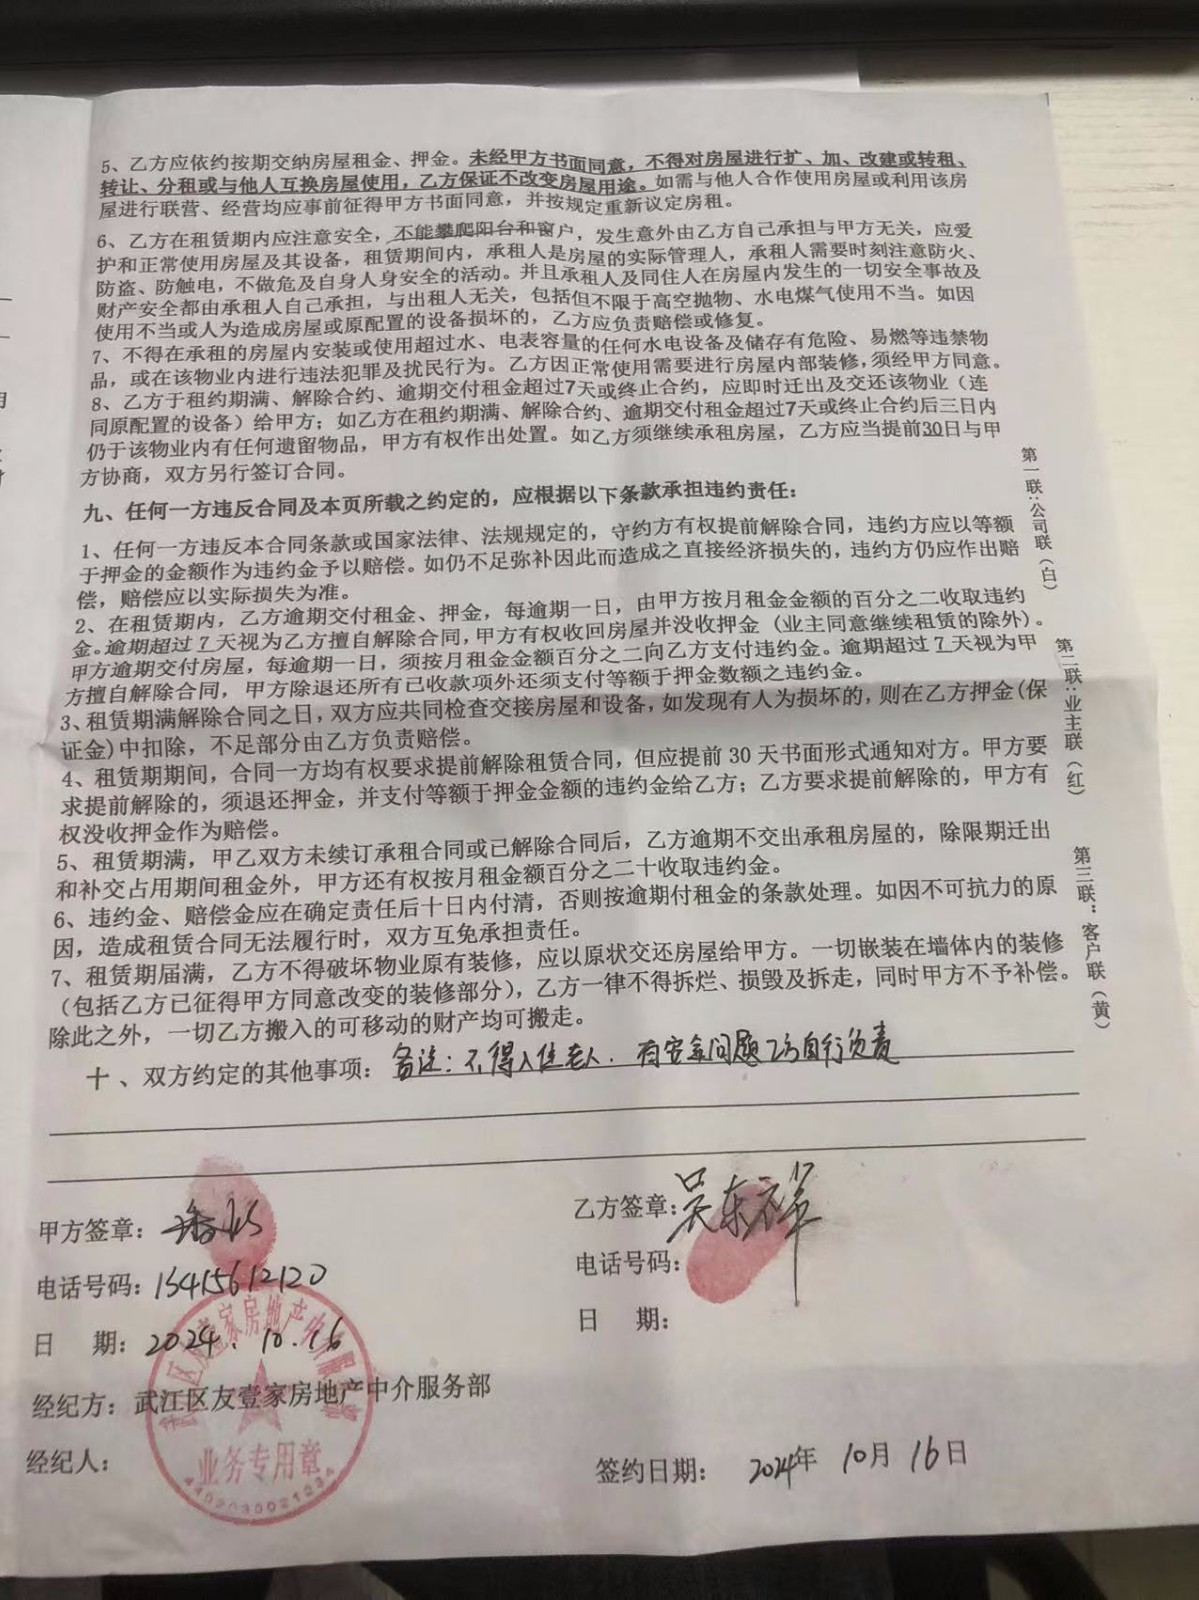 5、乙方应依约按期交纳房屋租金、押金。未经甲方书面同意，不得对房屋进行扩、加、改建或转租、
转让、分租或与他人互换房屋使用，乙方保证不改变房屋用途。如需与他人合作使用房屋或利用该房
屋进行联营、经营均应事前征得甲方书面同意，并按规定重新议定房租。
6、乙方在租赁期内应注意安全，不能攀爬阳台和窗户，发生意外由乙方自己承担与甲方无关，应爱
护和正常使用房屋及其设备，租赁期间内，承租人是房屋的实际管理人，承租人需要时刻注意防火、
防盗、防触电，不做危及自身人身安全的活动。并且承租人及同住人在房屋内发生的一切安全事故及
财产安全都由承租人自己承担，与出租人无关，包括但不限于高空抛物、水电煤气使用不当。如因
使用不当或人为造成房屋或原配置的设备损坏的，乙方应负责赔偿或修复。
7、不得在承租的房屋内安装或使用超过水、电表容量的任何水电设备及储存有危险、易燃等违禁物
品，或在该物业内进行违法犯罪及扰民行为。乙方因正常使用需要进行房屋内部装修，须经甲方同意。
8、乙方于租约期满、解除合约、逾期交付租金超过7天或终止合约，应即时迁出及交还该物业（连
同原配置的设备）给甲方；如乙方在租约期满、解除合约、逾期交付租金超过7天或终止合约后三日内
仍于该物业内有任何遗留物品，甲方有权作出处置。如乙方须继续承租房屋，乙方应当提前30日与甲
方协商，双方另行签订合同。
九、任何一方违反合同及本页所载之约定的，应根据以下条款承担违约责任：
1、任何一方违反本合同条款或国家法律、法规规定的，守约方有权提前解除合同，违约方应以等额
于押金的金额作为违约金予以赔偿。如仍不足弥补因此而造成之直接经济损失的，违约方仍应作出赔
偿，赔偿应以实际损失为准。
2、在租赁期内，乙方逾期交付租金、押金，每逾期一日，由甲方按月租金金额的百分之二收取违约
金。逾期超过 7 天视为乙方擅自解除合同，甲方有权收回房屋并没收押金（业主同意继续租赁的除外）。
甲方逾期交付房屋，每逾期一日，须按月租金金额百分之二向乙方支付违约金。逾期超过 7 天视为甲
方擅自解除合同，甲方除退还所有已收款项外还须支付等额于押金数额之违约金。
3、租赁期满解除合同之日，双方应共同检查交接房屋和设备，如发现有人为损坏的，则在乙方押金(保
证金)中扣除，不足部分由乙方负责赔偿。
4、租赁期期间，合同一方均有权要求提前解除租赁合同，但应提前 30 天书面形式通知对方。甲方要
求提前解除的，须退还押金，并支付等额于押金金额的违约金给乙方；乙方要求提前解除的，甲方有
权没收押金作为赔偿。
5、租赁期满，甲乙双方未续订承租合同或已解除合同后，乙方逾期不交出承租房屋的，除限期迁出
和补交占用期间租金外，甲方还有权按月租金额百分之二十收取违约金。
6、违约金、赔偿金应在确定责任后十日内付清，否则按逾期付租金的条款处理。如因不可抗力的原
因，造成租赁合同无法履行时，双方互免承担责任。
7、租赁期届满，乙方不得破坏物业原有装修，应以原状交还房屋给甲方。一切嵌装在墙体内的装修
（包括乙方已征得甲方同意改变的装修部分），乙方一律不得拆烂、损毁及拆走，同时甲方不予补偿。
除此之外，一切乙方搬入的可移动的财产均可搬走。
十、双方约定的其他事项：备注：不得入住老人．有安全问题乙方自行负责
第一联：公司联（白）
第二联：业主联（红）
第三联：客户联（黄）
甲方签章：
电话号码：15415612120
日 期：2024.10.16
经纪方：武江区友壹家房地产中介服务部
经纪人：
乙方签章：吴东祥
电话号码：
日 期：
签约日期：2024年 10月 16日
武江区友壹家房地产中介服务部
业务专用章
4402030021234